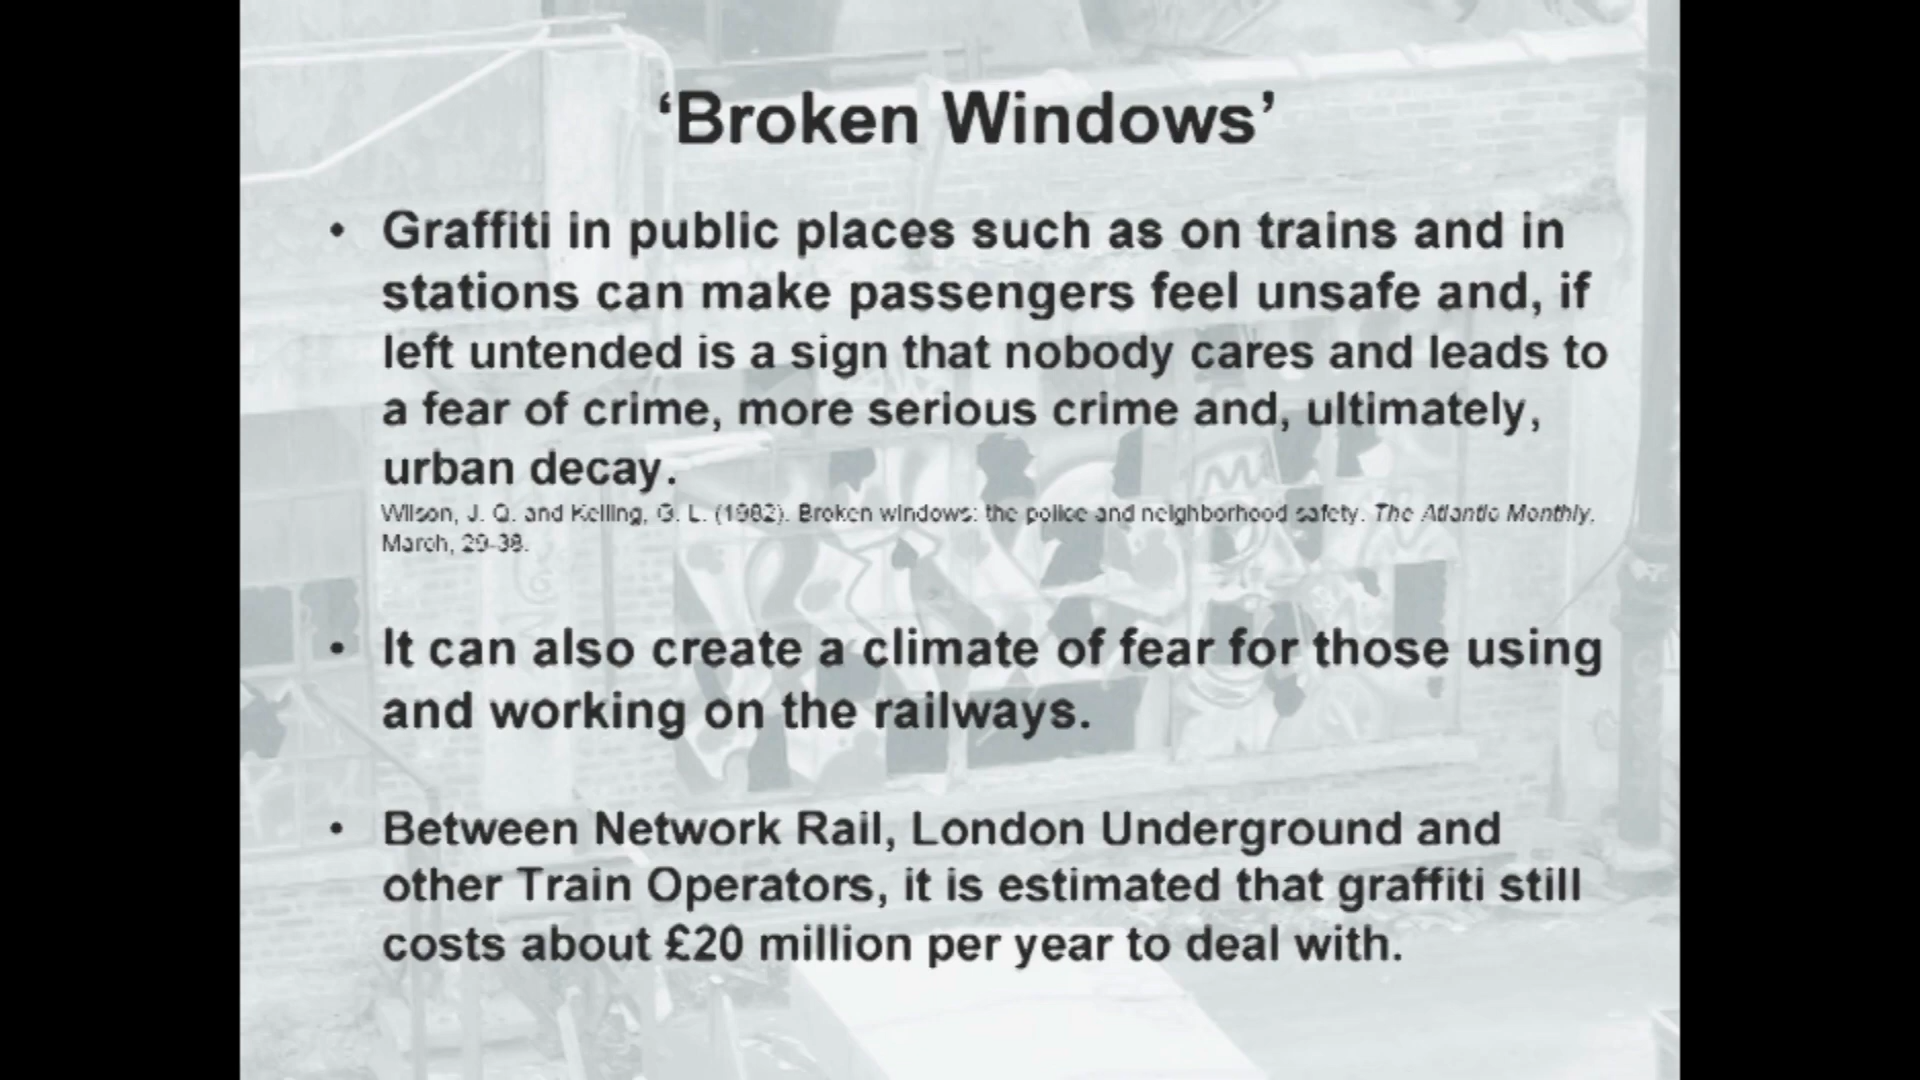 ‘Broken Windows’
• Graffiti in public places such as on trains and in
stations can make passengers feel unsafe and, if
left untended is a sign that nobody cares and leads to
a fear of crime, more serious crime and, ultimately,
urban decay.
Wilson, J. Q. and Kelling, G. L. (1982). Broken windows: the police and neighborhood safety. The Atlantic Monthly,
March, 29-38.
• It can also create a climate of fear for those using
and working on the railways.
• Between Network Rail, London Underground and
other Train Operators, it is estimated that graffiti still
costs about £20 million per year to deal with.